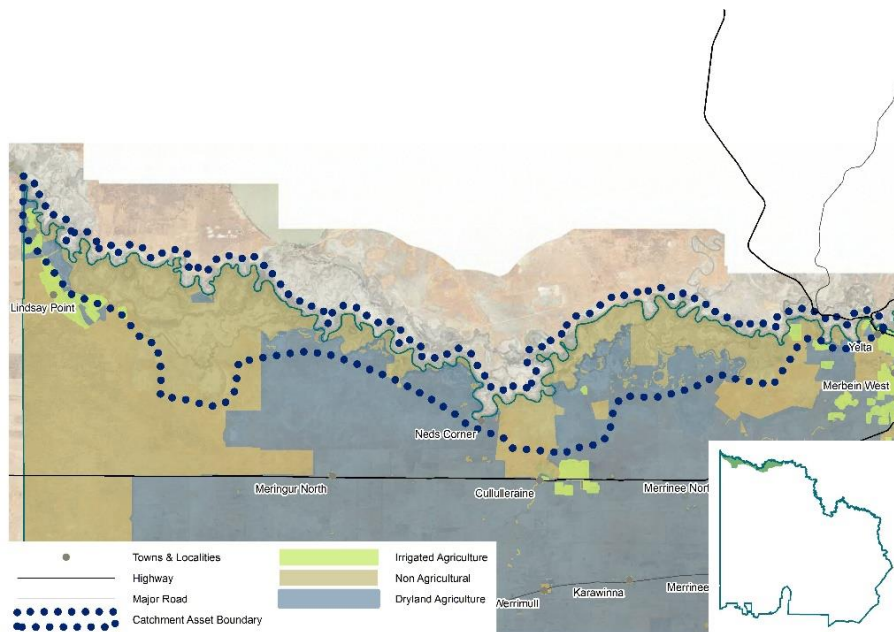 Lindsay Point
Yelta
Merbein West
Neds Corner
Meringur North
Cullulleraine
Karawinna
Towns & Localities
Highway
Major Road
Catchment Asset Boundary
Irrigated Agriculture
Non Agricultural
Dryland Agriculture
Merrinee Nort
Werrimull
Merrinee